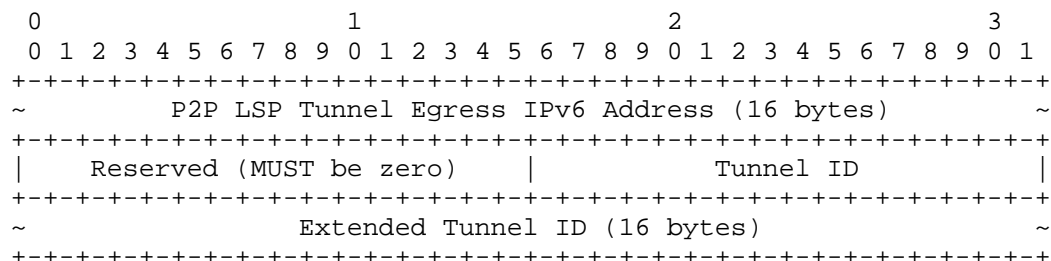 0                   1                   2                   3
 0 1 2 3 4 5 6 7 8 9 0 1 2 3 4 5 6 7 8 9 0 1 2 3 4 5 6 7 8 9 0 1
+-+-+-+-+-+-+-+-+-+-+-+-+-+-+-+-+-+-+-+-+-+-+-+-+-+-+-+-+-+-+-+-+
~         P2P LSP Tunnel Egress IPv6 Address (16 bytes)         ~
+-+-+-+-+-+-+-+-+-+-+-+-+-+-+-+-+-+-+-+-+-+-+-+-+-+-+-+-+-+-+-+-+
|    Reserved (MUST be zero)    |           Tunnel ID           |
+-+-+-+-+-+-+-+-+-+-+-+-+-+-+-+-+-+-+-+-+-+-+-+-+-+-+-+-+-+-+-+-+
~                 Extended Tunnel ID (16 bytes)                 ~
+-+-+-+-+-+-+-+-+-+-+-+-+-+-+-+-+-+-+-+-+-+-+-+-+-+-+-+-+-+-+-+-+